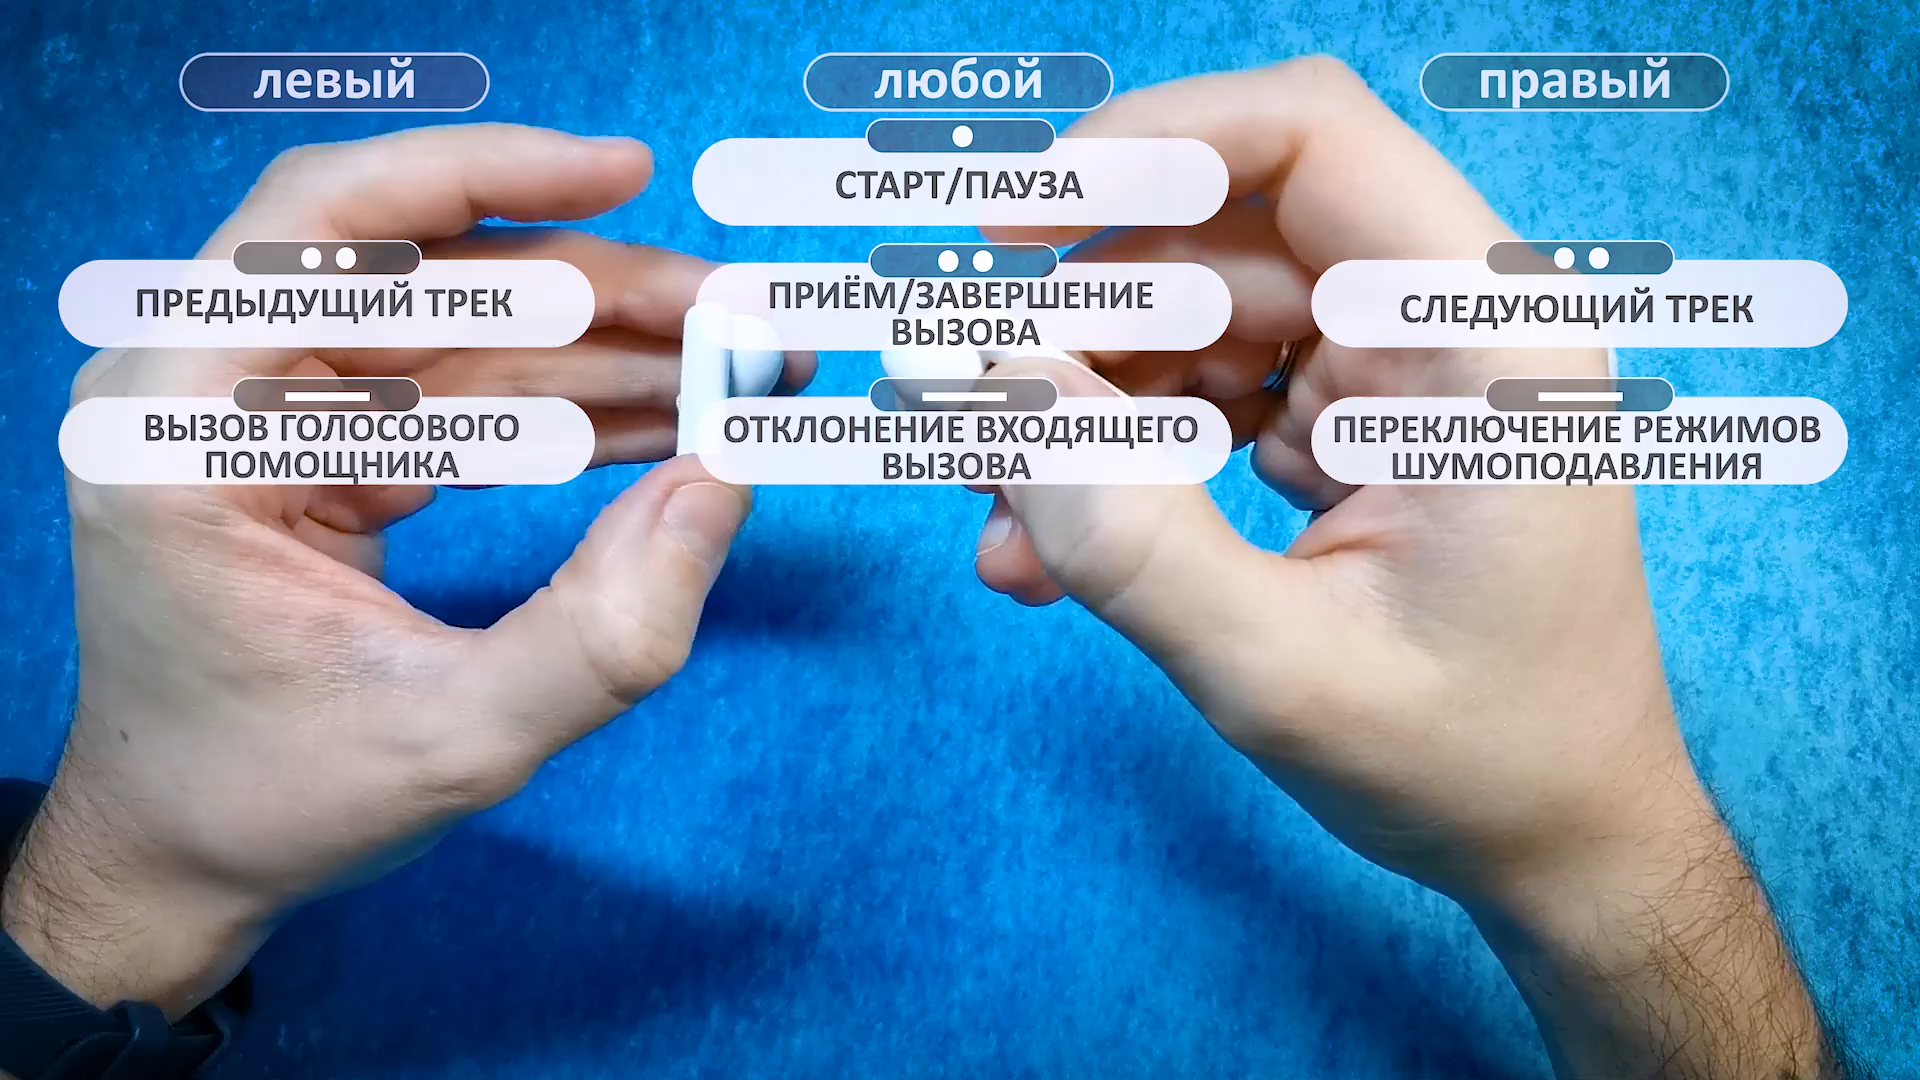 левый
любой
правый
СТАРТ/ПАУЗА
ПРЕДЫДУЩИЙ ТРЕК
ПРИЁМ/ЗАВЕРШЕНИЕ
ВЫЗОВА
СЛЕДУЮЩИЙ ТРЕК
ВЫЗОВ ГОЛОСОВОГО
ПОМОЩНИКА
ОТКЛОНЕНИЕ ВХОДЯЩЕГО
ВЫЗОВА
ПЕРЕКЛЮЧЕНИЕ РЕЖИМОВ
ШУМОПОДАВЛЕНИЯ